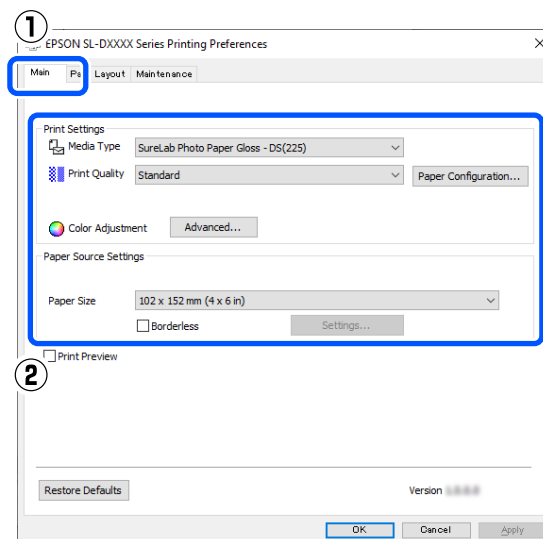 ①
EPSON SL-DXXXX Series Printing Preferences
Main Layout Maintenance
Print Settings
Media Type SureLab Photo Paper Gloss - DS(225)
Print Quality Standard Paper Configuration...
Color Adjustment Advanced...
Paper Source Settings
Paper Size 102 x 152 mm (4 x 6 in)
Borderless Settings...
Print Preview
②
Restore Defaults Version
OK Cancel Apply